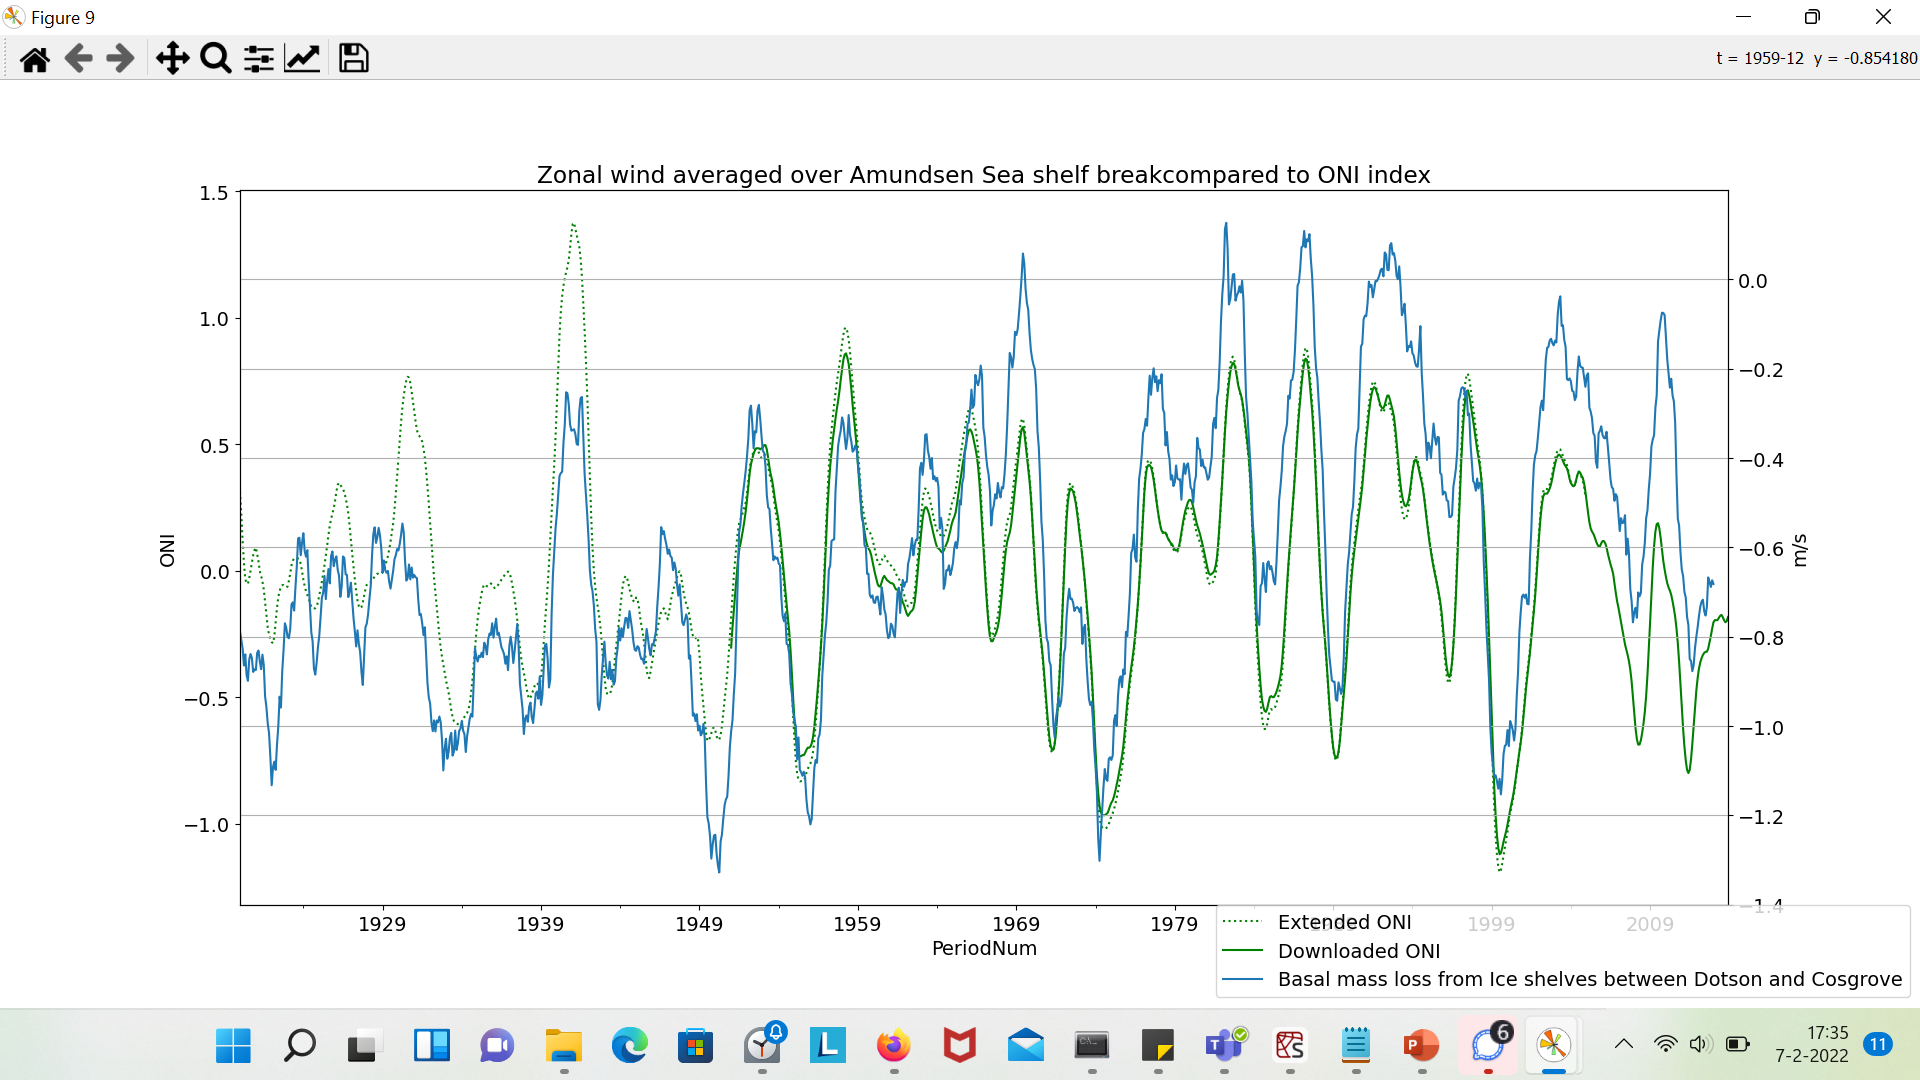 Figure 9
t = 1959-12 y = -0.854180
Zonal wind averaged over Amundsen Sea shelf breakcompared to ONI index
1.5
1.0
0.5
0.0
−0.5
−1.0
ONI
0.0
−0.2
−0.4
−0.6
−0.8
−1.0
−1.2
−1.4
m/s
1929 1939 1949 1959 1969 1979 1989 1999 2009
PeriodNum
Extended ONI
Downloaded ONI
Basal mass loss from Ice shelves between Dotson and Cosgrove
L
C:\_
T
P
6
17:35
7-2-2022
11